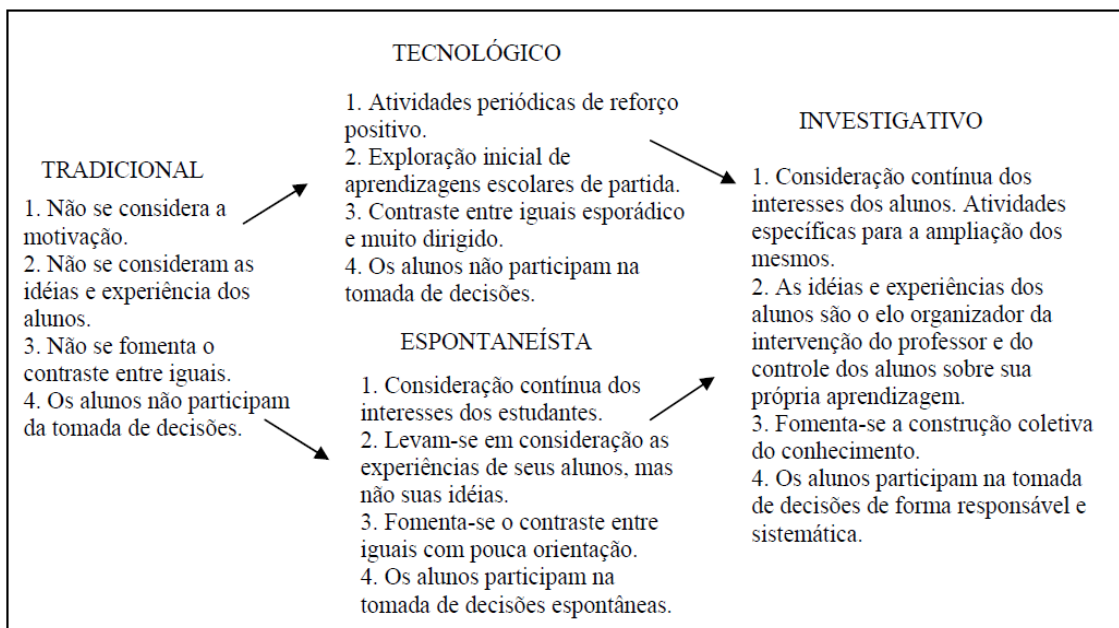 TRADICIONAL
1. Não se considera a
motivação.
2. Não se consideram as
idéias e experiência dos
alunos.
3. Não se fomenta o
contraste entre iguais.
4. Os alunos não participam
da tomada de decisões.
TECNOLÓGICO
1. Atividades periódicas de reforço
positivo.
2. Exploração inicial de
aprendizagens escolares de partida.
3. Contraste entre iguais esporádico
e muito dirigido.
4. Os alunos não participam na
tomada de decisões.
ESPONTANEÍSTA
1. Consideração contínua dos
interesses dos estudantes.
2. Levam-se em consideração as
experiências de seus alunos, mas
não suas idéias.
3. Fomenta-se o contraste entre
iguais com pouca orientação.
4. Os alunos participam na
tomada de decisões espontâneas.
INVESTIGATIVO
1. Consideração contínua dos
interesses dos alunos. Atividades
específicas para a ampliação dos
mesmos.
2. As idéias e experiências dos
alunos são o elo organizador da
intervenção do professor e do
controle dos alunos sobre sua
própria aprendizagem.
3. Fomenta-se a construção coletiva
do conhecimento.
4. Os alunos participam na tomada
de decisões de forma responsável e
sistemática.